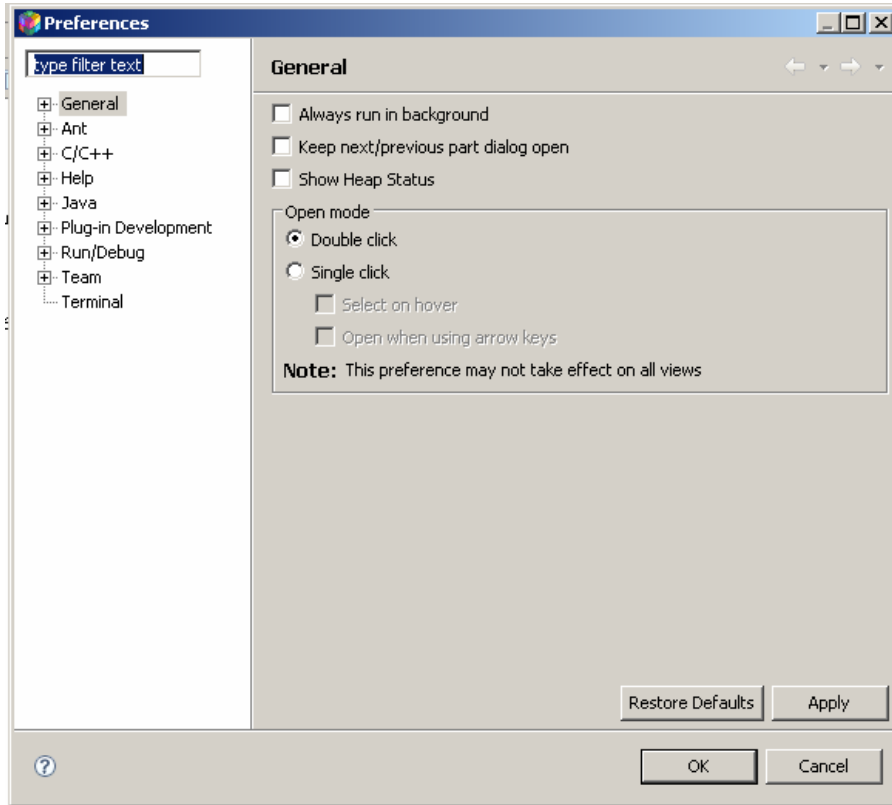 Preferences
type filter text
General
Ant
C/C++
Help
Java
Plug-in Development
Run/Debug
Team
Terminal
General
Always run in background
Keep next/previous part dialog open
Show Heap Status
Open mode
Double click
Single click
Select on hover
Open when using arrow keys
Note: This preference may not take effect on all views
Restore Defaults
Apply
OK
Cancel